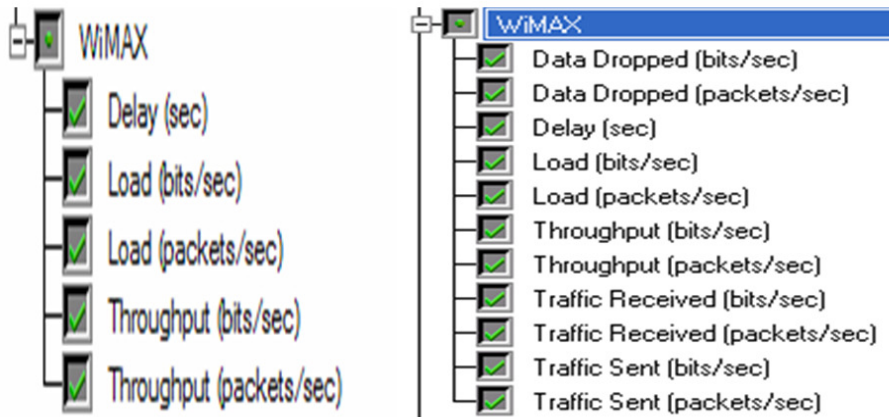 WiMAX
Delay (sec)
Load (bits/sec)
Load (packets/sec)
Throughput (bits/sec)
Throughput (packets/sec)
WiMAX
Data Dropped (bits/sec)
Data Dropped (packets/sec)
Delay (sec)
Load (bits/sec)
Load (packets/sec)
Throughput (bits/sec)
Throughput (packets/sec)
Traffic Received (bits/sec)
Traffic Received (packets/sec)
Traffic Sent (bits/sec)
Traffic Sent (packets/sec)